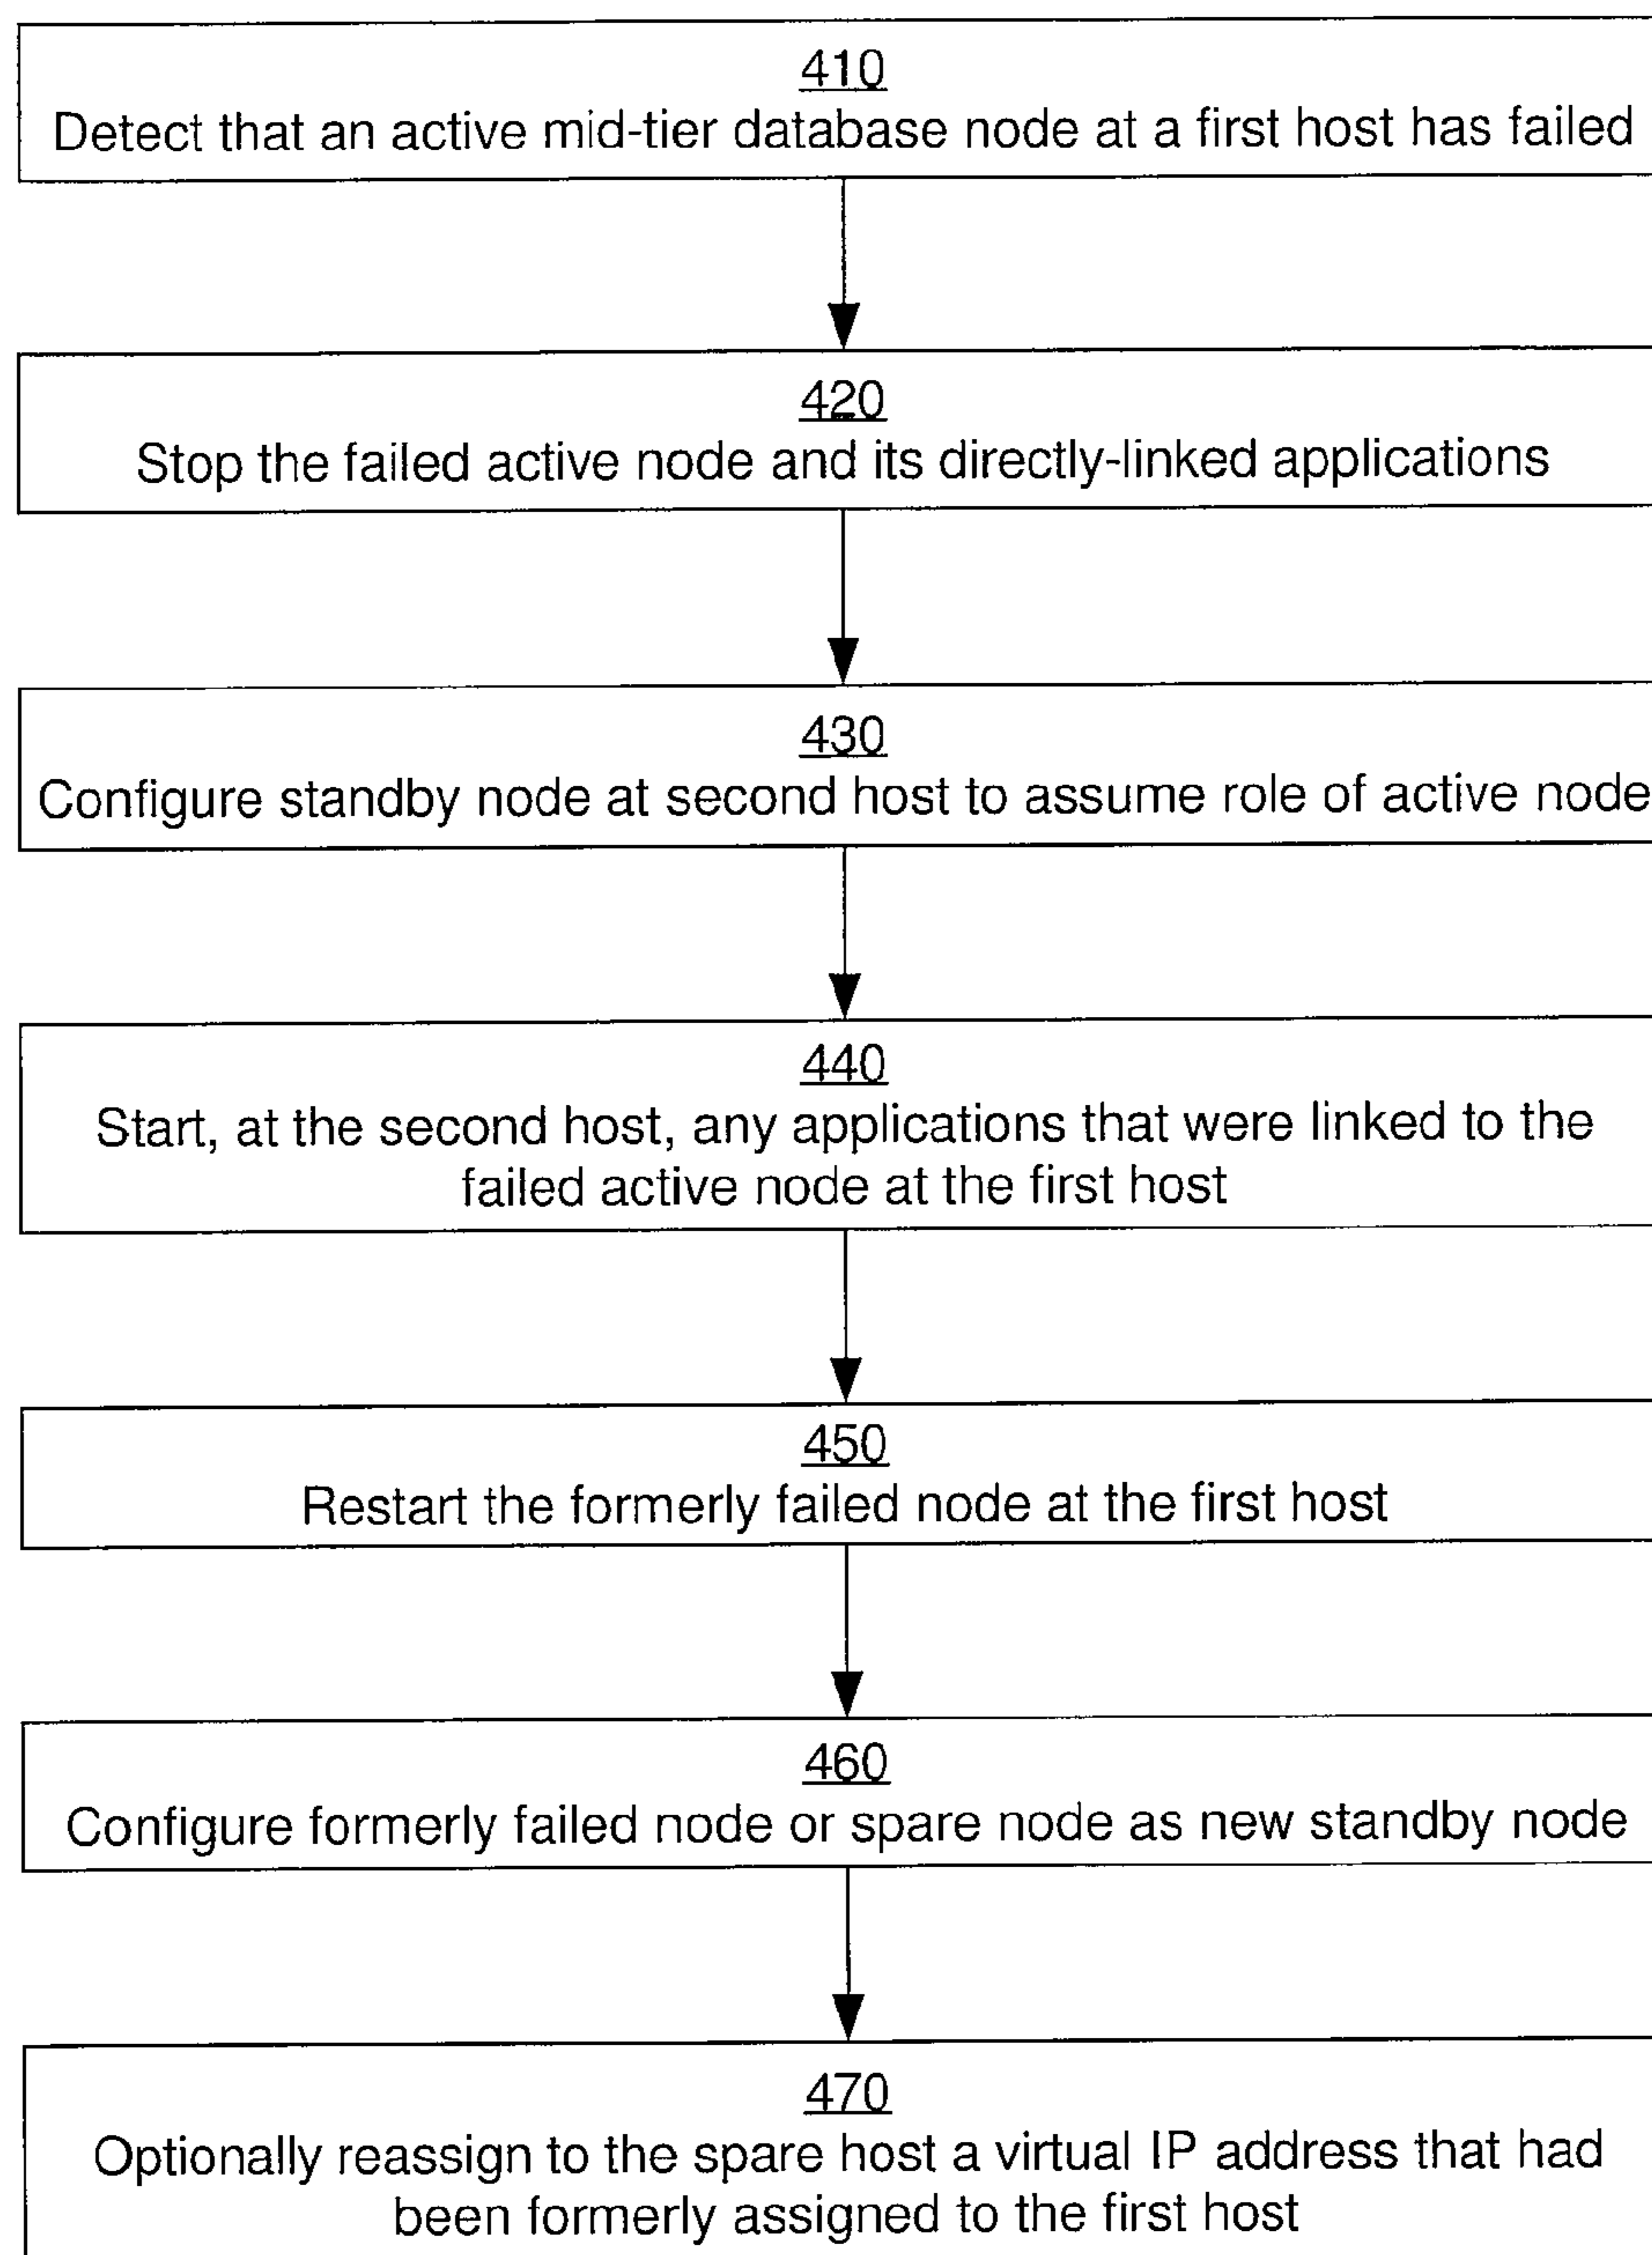 410
Detect that an active mid-tier database node at a first host has failed
420
Stop the failed active node and its directly-linked applications
430
Configure standby node at second host to assume role of active node
440
Start, at the second host, any applications that were linked to the
failed active node at the first host
450
Restart the formerly failed node at the first host
460
Configure formerly failed node or spare node as new standby node
470
Optionally reassign to the spare host a virtual IP address that had
been formerly assigned to the first host